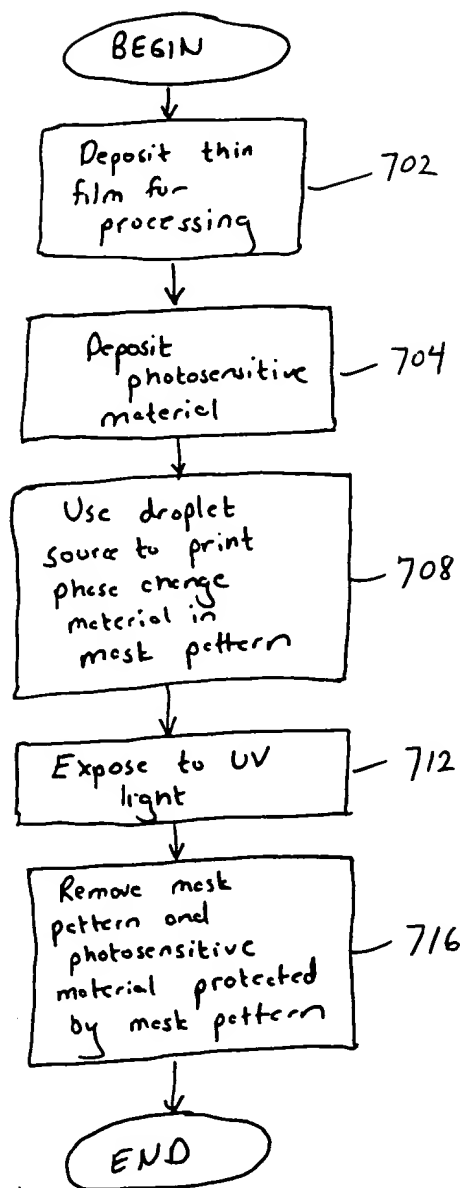 BEGIN
Deposit thin
film for
processing
702
Deposit
photosensitive
material
704
Use droplet
source to print
phase change
material in
mask pattern
708
Expose to UV
light
712
Remove mask
pattern and
photosensitive
material protected
by mask pattern
716
END